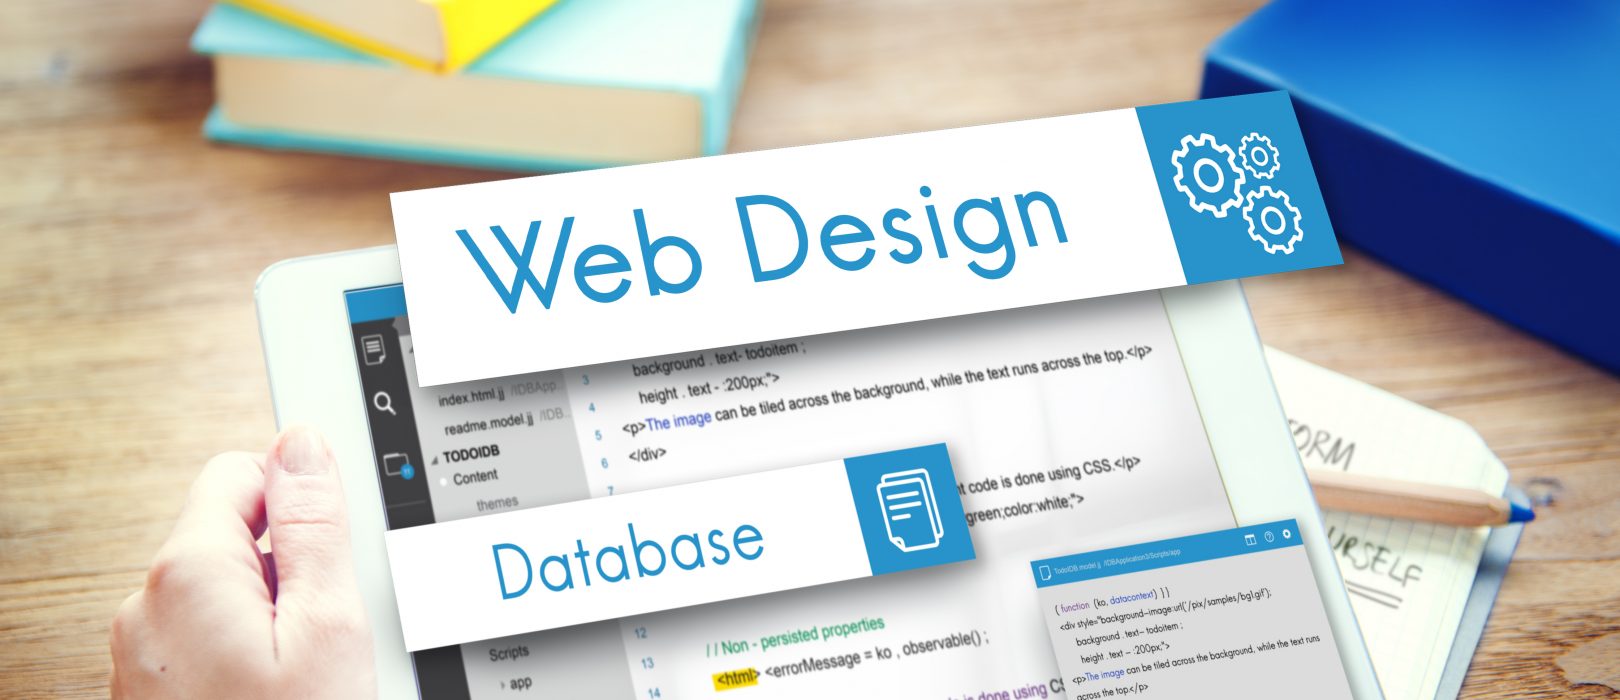 Web Design
background . text- todoitem ;
index.html.jj /IDBApp..
3
height . text - :200px;">
readme.model.jj /IDB..
4
<p>The image can be tiled across the background, while the text runs across the top.</p>
TODOIDB
5
</div>
Content
6
themes
7
t code is done using CSS.</p>
green;color:white;">
Database
TodoIDB model.jj /IDBApplication3/Scripts/app
( function (ko, datacontext) } }
<div style="background-image:url('/pix/samples/bg1.gif');
background . text- todoitem ;
height . text - :200px;">
<p>The image can be tiled across the background, while the text runs
across the top.</p>
12
// Non - persisted properties
Scripts
13
<html> <errorMessage = ko , observable() ;
app
14
is done using CS
ORM
URSELF